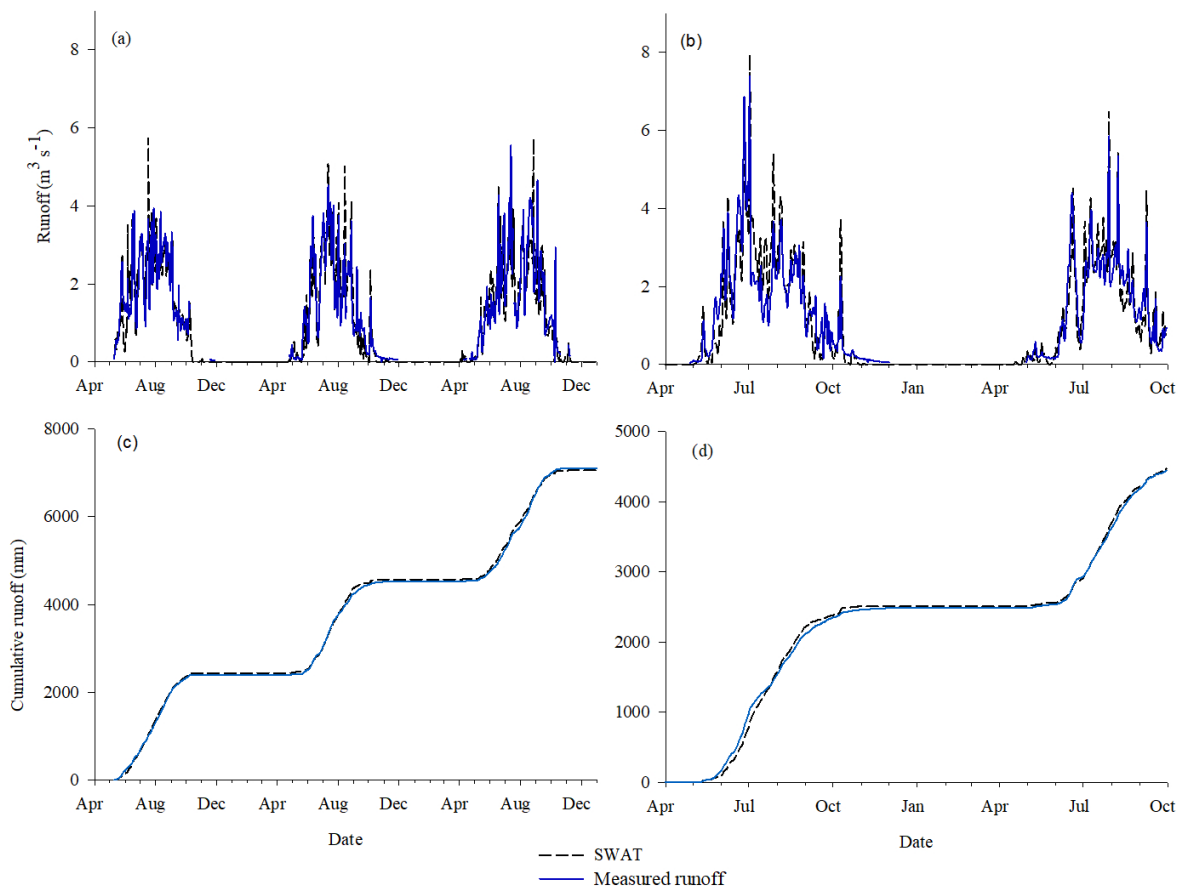 (a)
(b)
8
6
4
2
0
Runoff (m³ s⁻¹)
Apr Aug Dec Apr Aug Dec Apr Aug Dec
8
6
4
2
0
Apr Jul Oct Jan Apr Jul Oct
(c)
(d)
8000
6000
4000
2000
0
Cumulative runoff (mm)
Apr Aug Dec Apr Aug Dec Apr Aug Dec
Date
5000
4000
3000
2000
1000
0
Apr Jul Oct Jan Apr Jul Oct
Date
SWAT
Measured runoff